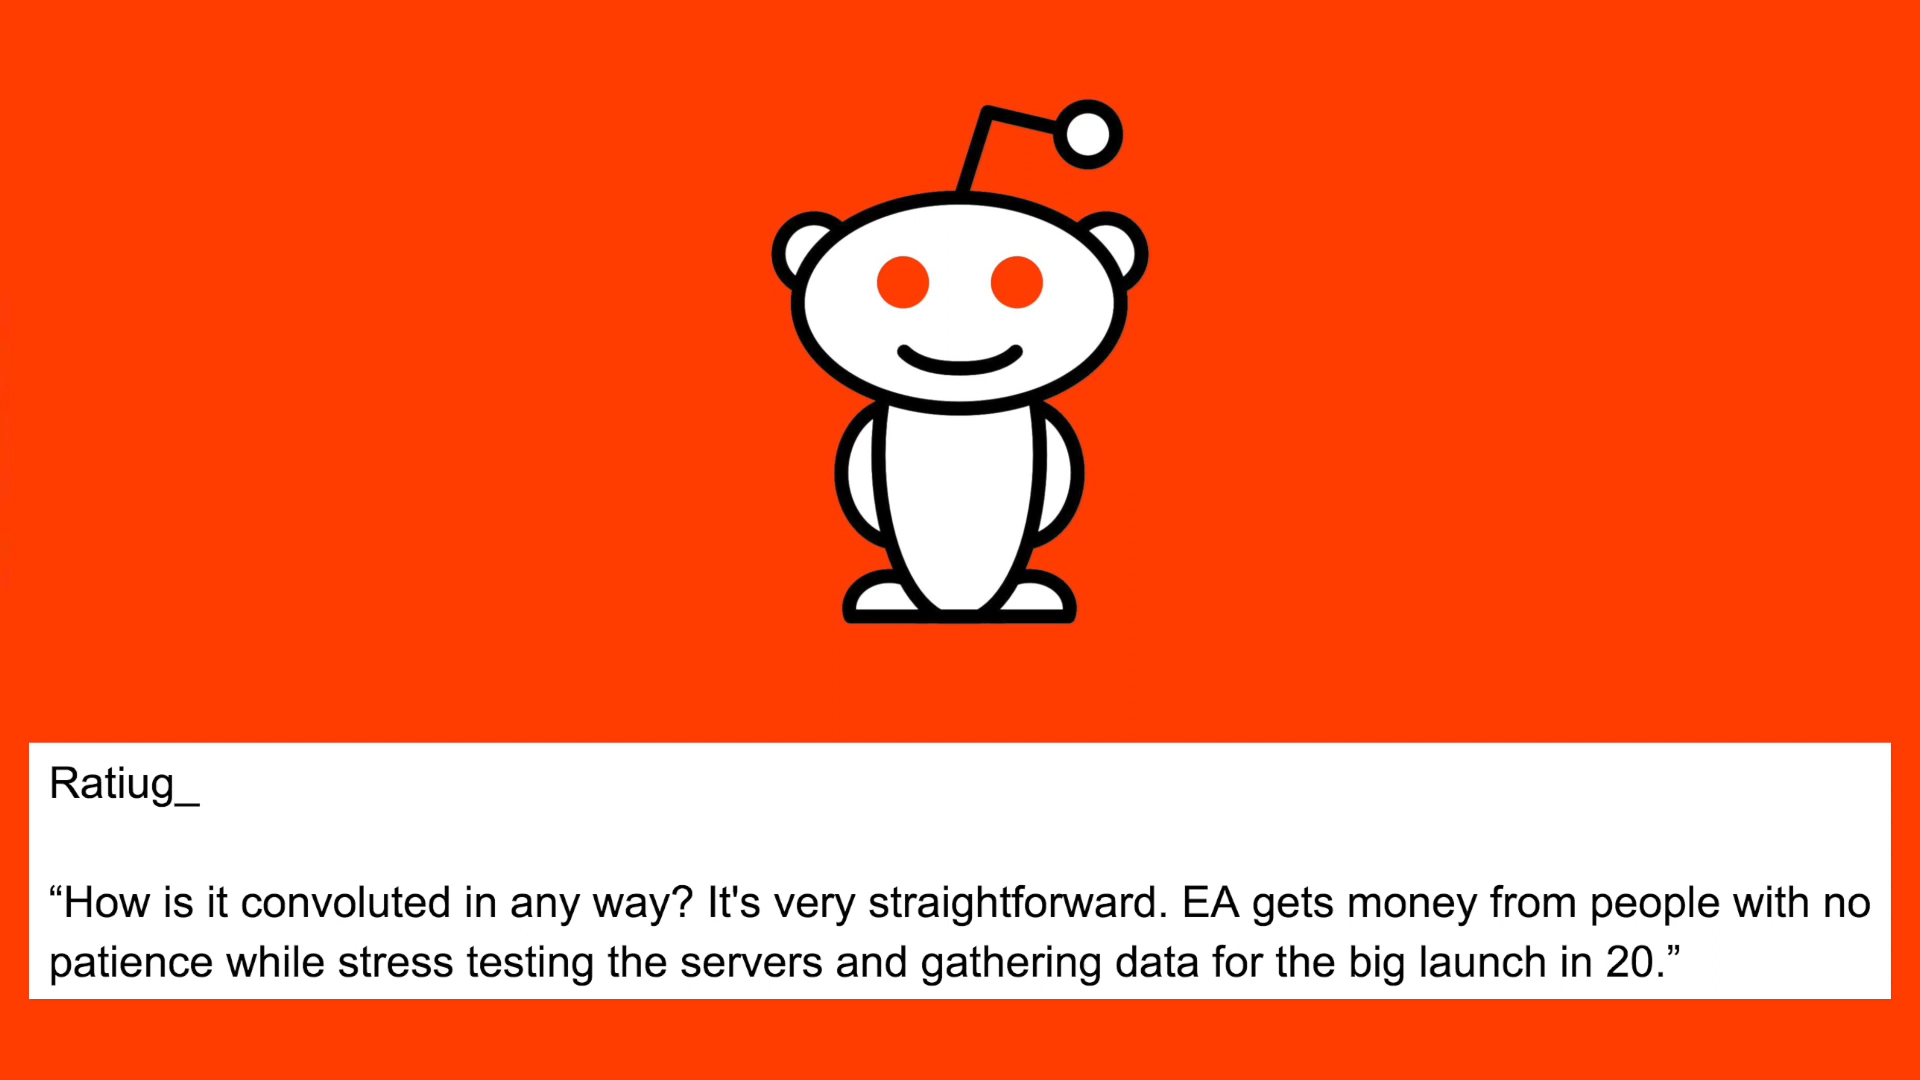 Ratiug_
“How is it convoluted in any way? It's very straightforward. EA gets money from people with no
patience while stress testing the servers and gathering data for the big launch in 20.”